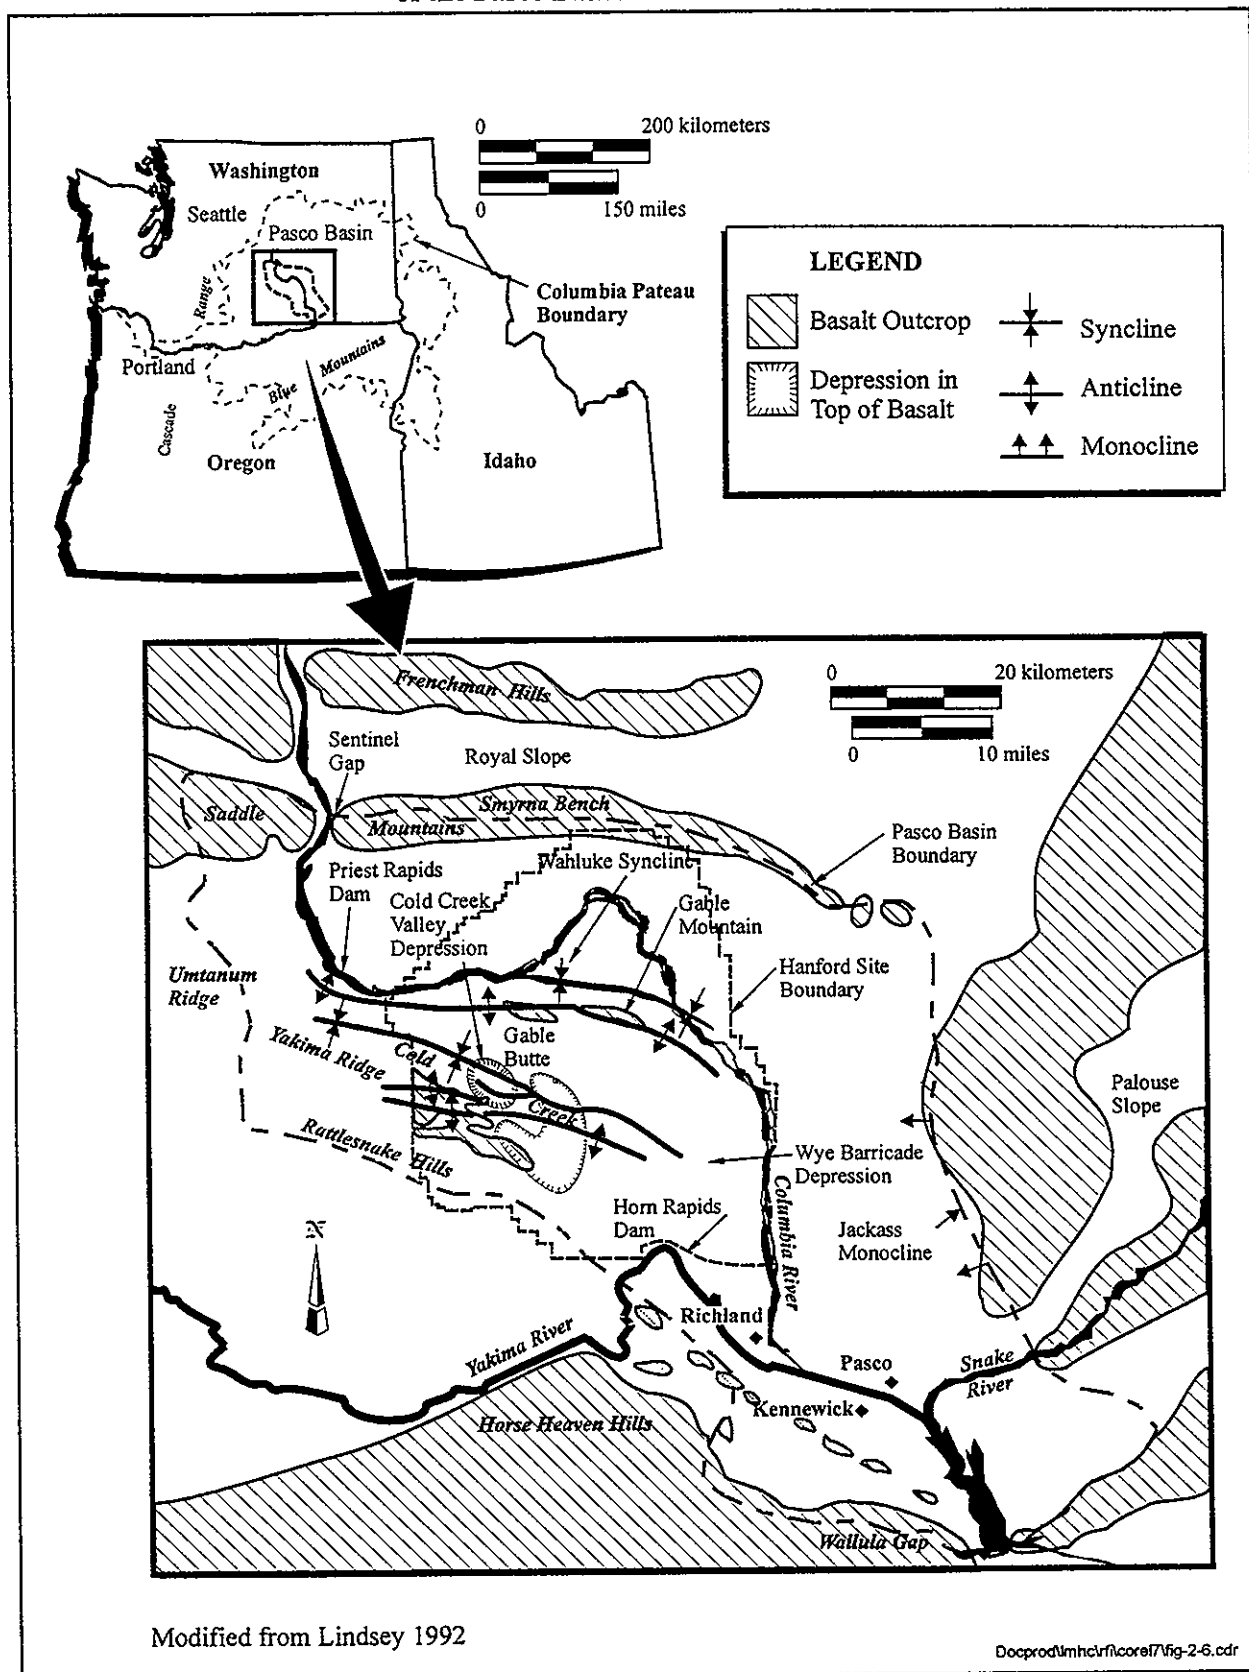 0 200 kilometers
0 150 miles
Washington
Seattle
Pasco Basin
Range
Columbia Pateau
Boundary
Portland
Blue Mountains
Cascade
Oregon
Idaho
LEGEND
Basalt Outcrop
Depression in
Top of Basalt
Syncline
Anticline
Monocline
Frenchman Hills
0 20 kilometers
0 10 miles
Sentinel
Gap
Royal Slope
Saddle
Mountains
Smyrna Bench
Pasco Basin
Boundary
Priest Rapids
Dam
Wahluke Syncline
Cold Creek
Valley
Depression
Gable
Mountain
Umtanum
Ridge
Hanford Site
Boundary
Gable
Butte
Yakima Ridge
Cold
Creek
Palouse
Slope
Rattlesnake Hills
Wye Barricade
Depression
Horn Rapids
Dam
Columbia River
Jackass
Monocline
N
Richland
Yakima River
Pasco
Snake
River
Kennewick
Horse Heaven Hills
Wallula Gap
Modified from Lindsey 1992
Docprod\lmhc\rfi\corel7\fig-2-6.cdr